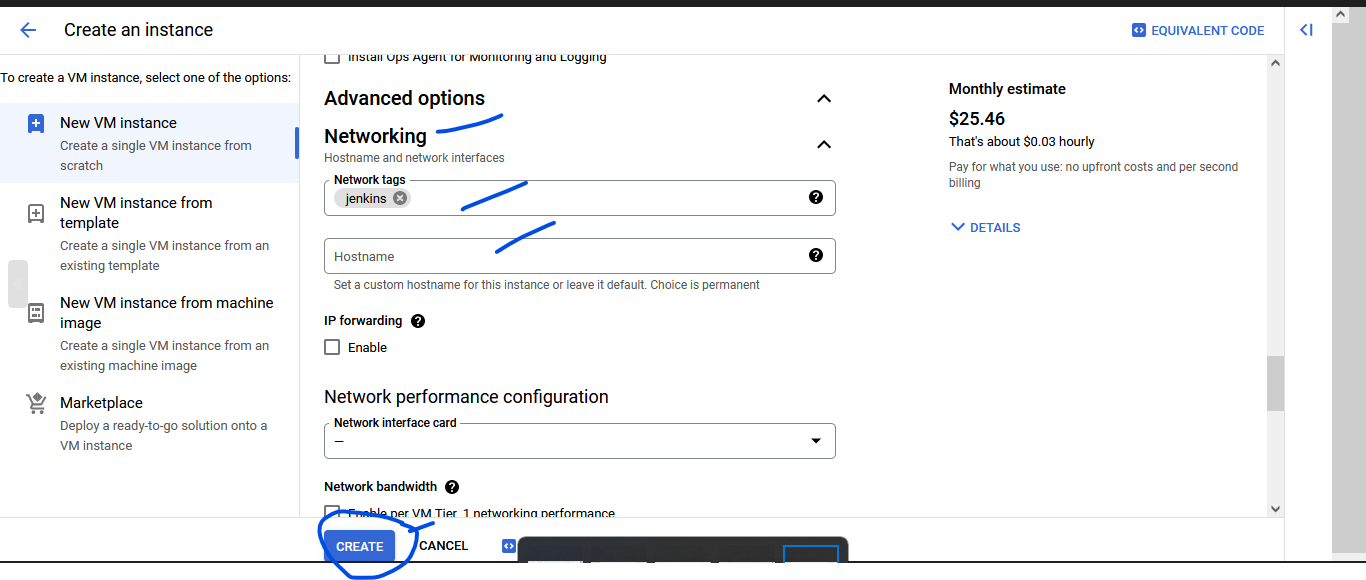 Create an instance
EQUIVALENT CODE
To create a VM instance, select one of the options:
New VM instance
Create a single VM instance from
scratch
New VM instance from
template
Create a single VM instance from an
existing template
New VM instance from machine
image
Create a single VM instance from an
existing machine image
Marketplace
Deploy a ready-to-go solution onto a
VM instance
Install Ops Agent for Monitoring and Logging
Advanced options
Networking
Hostname and network interfaces
Network tags
jenkins
Hostname
Set a custom hostname for this instance or leave it default. Choice is permanent
IP forwarding
Enable
Network performance configuration
Network interface card
–
Network bandwidth
Enable per VM Tier_1 networking performance
CREATE
CANCEL
Monthly estimate
$25.46
That's about $0.03 hourly
Pay for what you use: no upfront costs and per second
billing
DETAILS